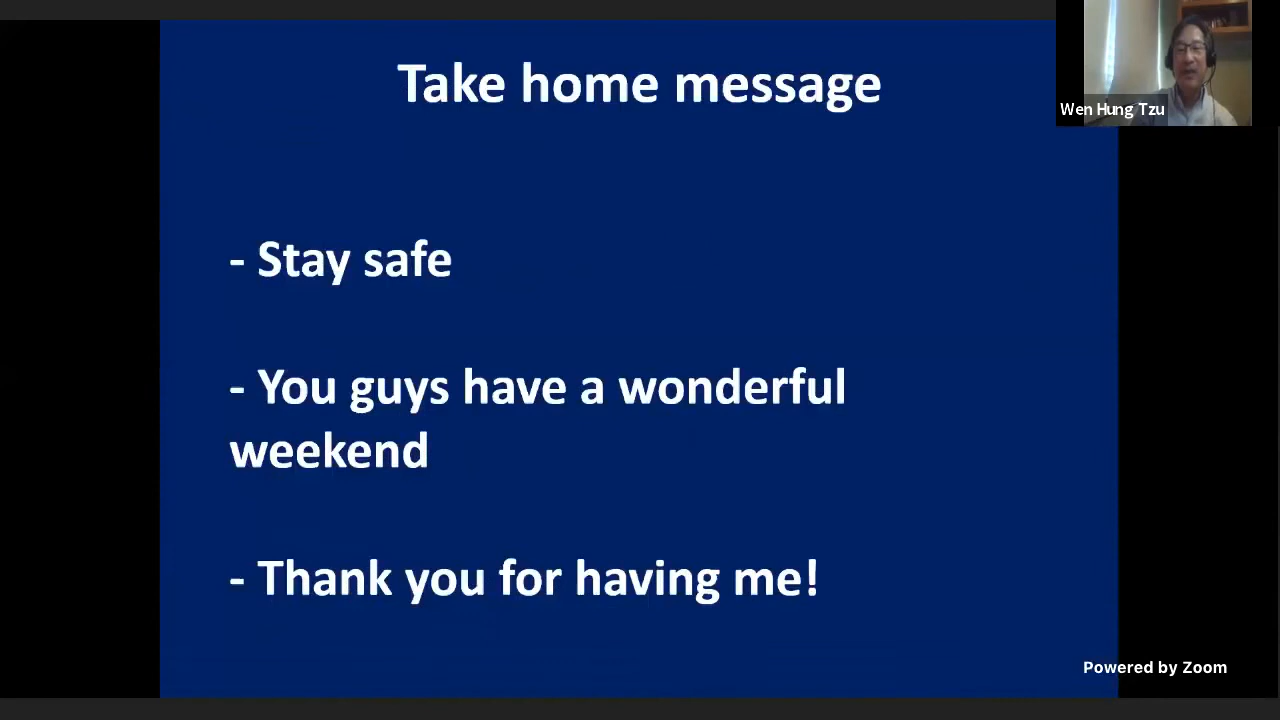 Take home message
Wen Hung Tzu
- Stay safe
- You guys have a wonderful
weekend
- Thank you for having me!
Powered by Zoom